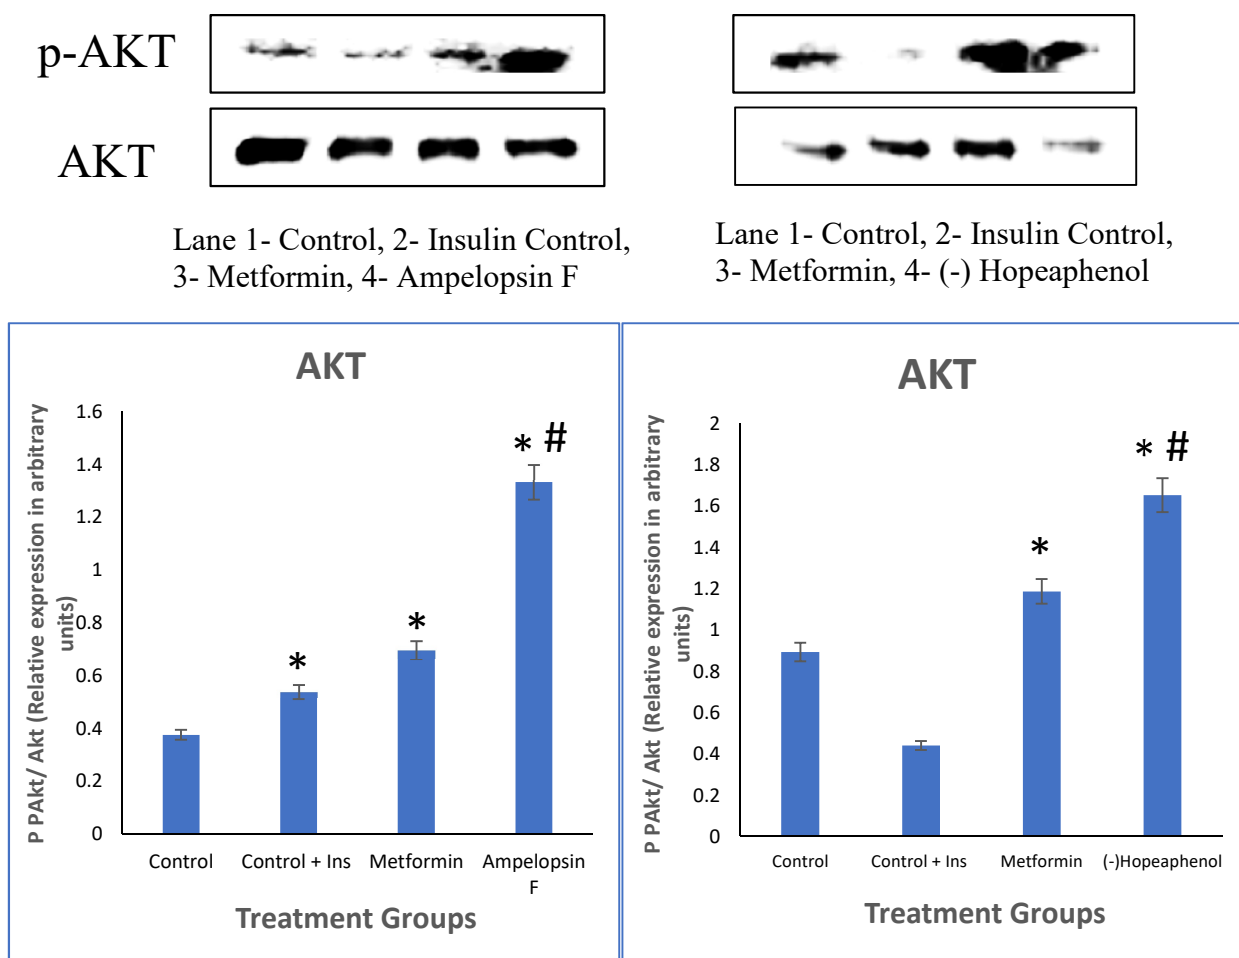 p-AKT
AKT
Lane 1- Control, 2- Insulin Control,
3- Metformin, 4- Ampelopsin F
Lane 1- Control, 2- Insulin Control,
3- Metformin, 4- (-) Hopeaphenol
AKT
P PAkt/ Akt (Relative expression in arbitrary
units)
1.6
1.4
1.2
1
0.8
0.6
0.4
0.2
0
*
*
* #
Control
Control + Ins
Metformin
Ampelopsin
F
Treatment Groups
AKT
P PAkt/ Akt (Relative expression in arbitrary
units)
2
1.8
1.6
1.4
1.2
1
0.8
0.6
0.4
0.2
0
*
* #
Control
Control + Ins
Metformin
(-)Hopeaphenol
Treatment Groups